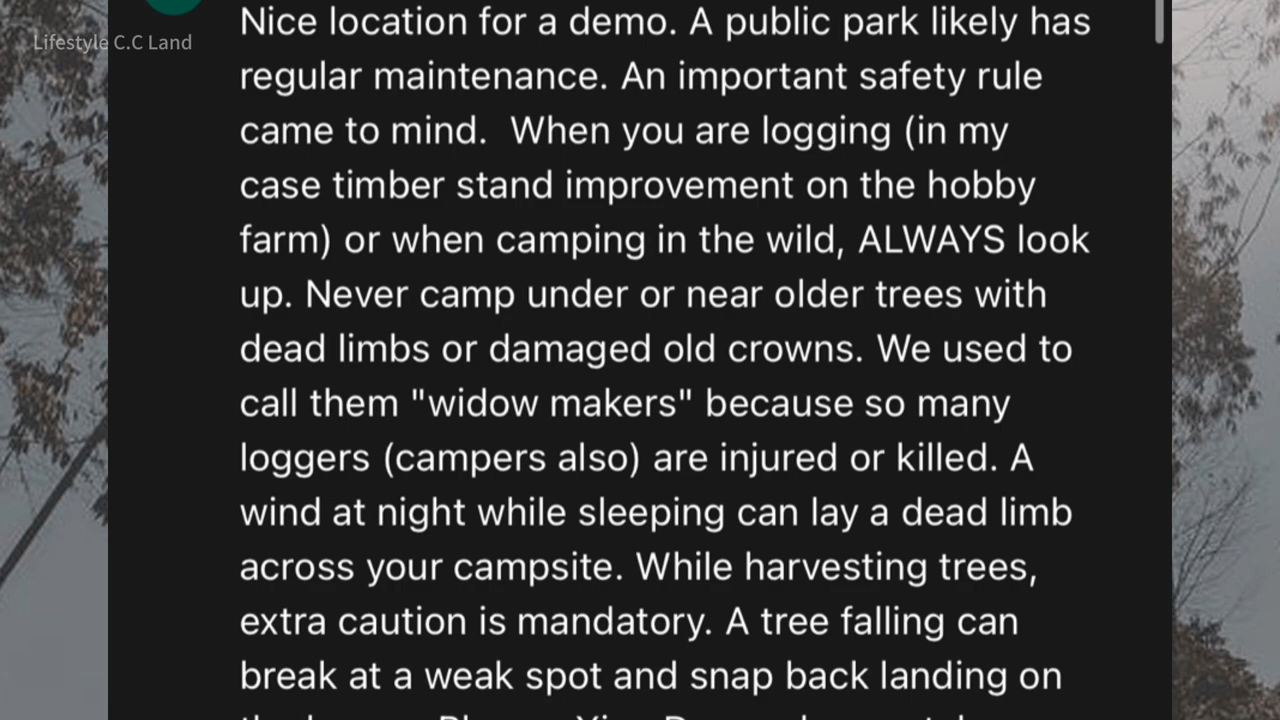 Lifestyle C.C Land
Nice location for a demo. A public park likely has
regular maintenance. An important safety rule
came to mind.  When you are logging (in my
case timber stand improvement on the hobby
farm) or when camping in the wild, ALWAYS look
up. Never camp under or near older trees with
dead limbs or damaged old crowns. We used to
call them "widow makers" because so many
loggers (campers also) are injured or killed. A
wind at night while sleeping can lay a dead limb
across your campsite. While harvesting trees,
extra caution is mandatory. A tree falling can
break at a weak spot and snap back landing on